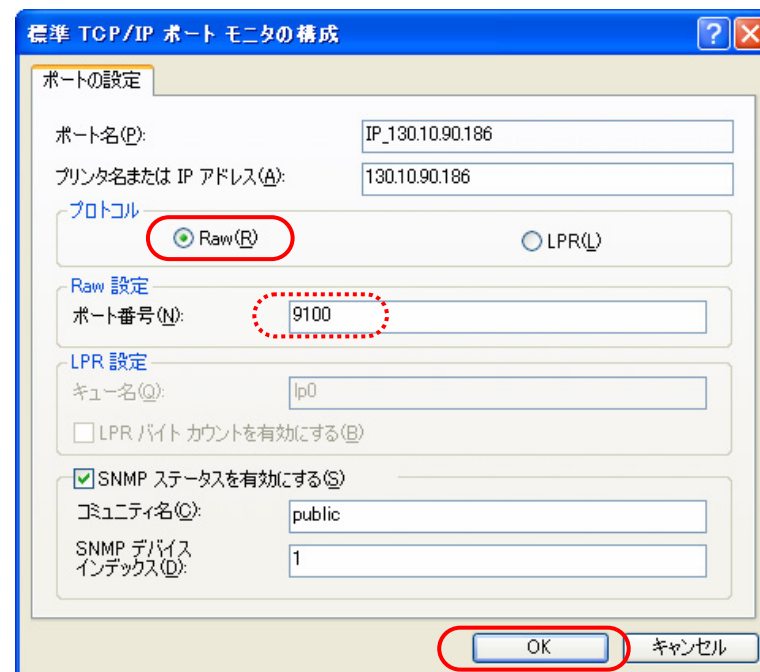 標準 TCP/IP ポート モニタの構成
ポートの設定
ポート名(P): IP_130.10.90.186
プリンタ名または IP アドレス(A): 130.10.90.186
プロトコル
Raw(R) LPR(L)
Raw 設定
ポート番号(N): 9100
LPR 設定
キュー名(Q): lp0
LPR バイト カウントを有効にする(B)
SNMP ステータスを有効にする(S)
コミュニティ名(C): public
SNMP デバイス
インデックス(D): 1
OK キャンセル